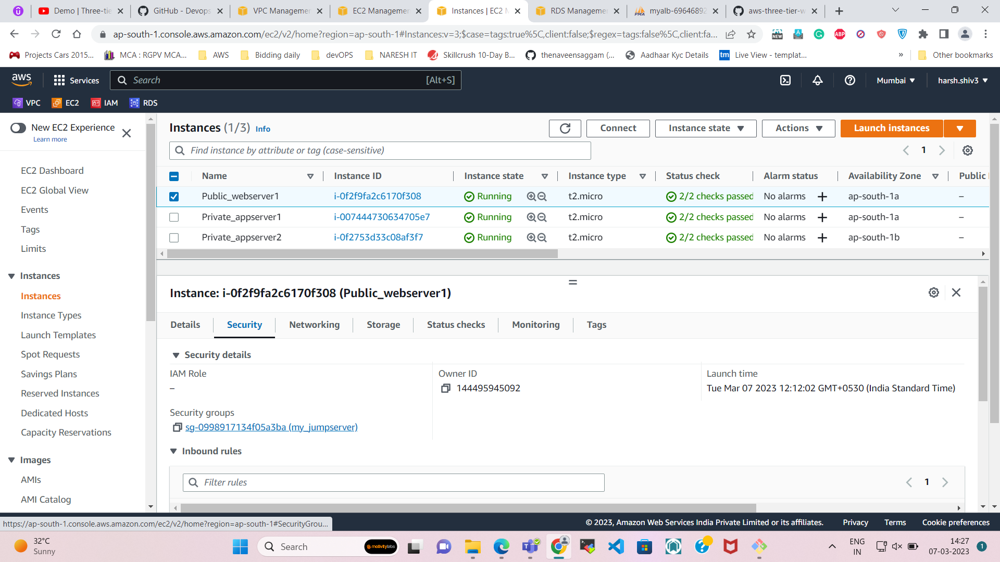 Demo | Three-tie
GitHub - Devops
VPC Managemen
EC2 Managemen
Instances | EC2 M
RDS Managemen
myalb-69646892
aws-three-tier-w
ap-south-1.console.aws.amazon.com/ec2/v2/home?region=ap-south-1#Instances:v=3;$case=tags:true%5C,client:false;$regex=tags:false%5C,client:fa...
NEW
ABP
Projects Cars 2015...
MCA : RGPV MCA...
AWS
Bidding daily
devOPS
NARESH IT
Skillcrush 10-Day B...
thenaveensaggam (...
Aadhaar Kyc Details
tm
Live View - templat...
»
Other bookmarks
aws
Services
Search
[Alt+S]
Mumbai
harsh.shiv3
VPC
EC2
IAM
RDS
New EC2 Experience
Learn more
EC2 Dashboard
EC2 Global View
Events
Tags
Limits
Instances
Instances
Instance Types
Launch Templates
Spot Requests
Savings Plans
Reserved Instances
Dedicated Hosts
Capacity Reservations
Images
AMIs
AMI Catalog
Instances (1/3) Info
Connect
Instance state
Actions
Launch instances
Find instance by attribute or tag (case-sensitive)
1
Name Instance ID Instance state Instance type Status check Alarm status Availability Zone Public
Public_webserver1 i-0f2f9fa2c6170f308 Running t2.micro 2/2 checks passed No alarms + ap-south-1a –
Private_appserver1 i-007444730634705e7 Running t2.micro 2/2 checks passed No alarms + ap-south-1a –
Private_appserver2 i-0f2753d33c08af3f7 Running t2.micro 2/2 checks passed No alarms + ap-south-1b –
Instance: i-0f2f9fa2c6170f308 (Public_webserver1)
Details Security Networking Storage Status checks Monitoring Tags
Security details
IAM Role
–
Owner ID
144495945092
Launch time
Tue Mar 07 2023 12:12:02 GMT+0530 (India Standard Time)
Security groups
sg-0998917134f05a3ba (my_jumpserver)
Inbound rules
Filter rules
1
https://ap-south-1.console.aws.amazon.com/ec2/v2/home?region=ap-south-1#SecurityGrou...
© 2023, Amazon Web Services India Private Limited or its affiliates.
Privacy
Terms
Cookie preferences
32°C
Sunny
Search
motivitylabs
ENG
IN
14:27
07-03-2023
1